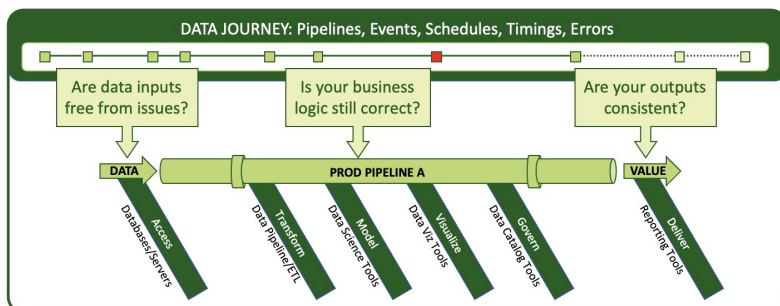 DATA JOURNEY: Pipelines, Events, Schedules, Timings, Errors
Are data inputs
free from issues?
Is your business
logic still correct?
Are your outputs
consistent?
DATA
PROD PIPELINE A
VALUE
Access
Databases/Servers
Transform
Data Pipeline/ETL
Model
Data Science Tools
Visualize
Data Viz Tools
Govern
Data Catalog Tools
Deliver
Reporting Tools